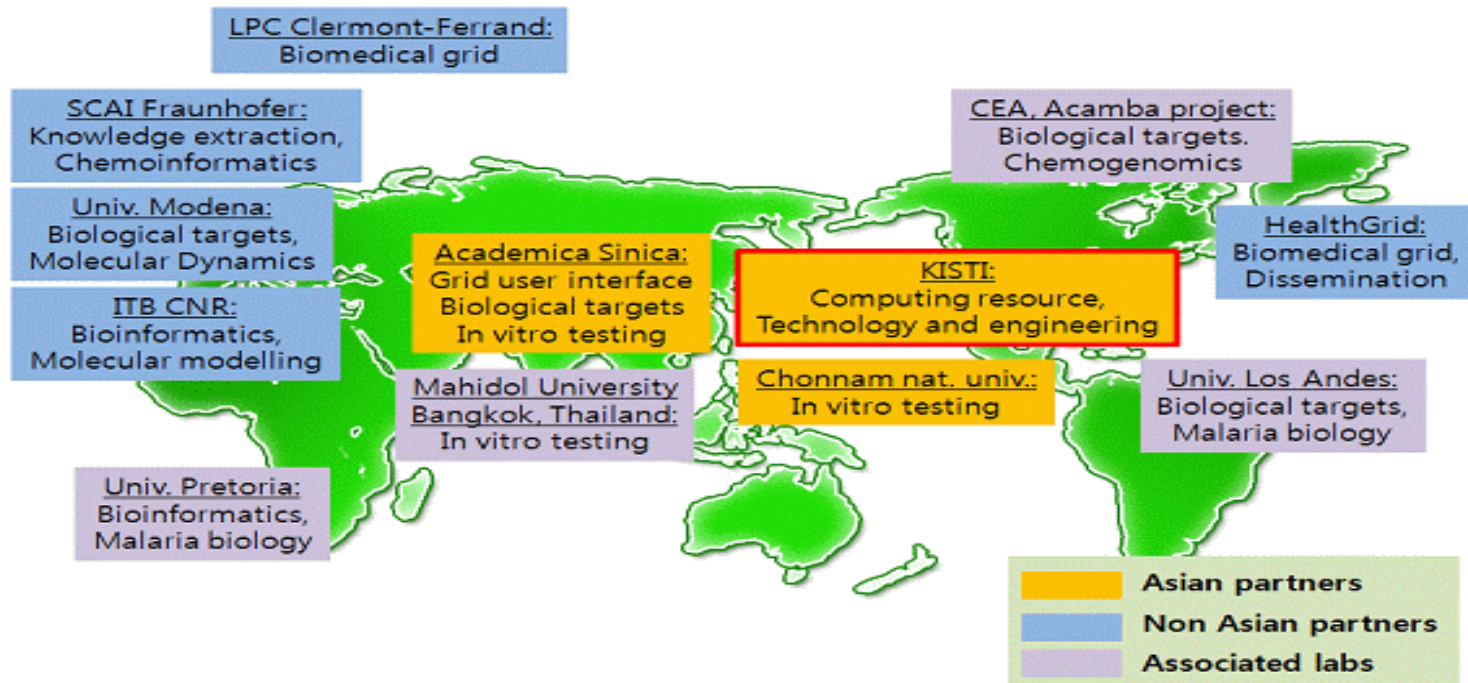 LPC Clermont-Ferrand:
Biomedical grid
SCAI Fraunhofer:
Knowledge extraction,
Chemoinformatics
CEA, Acamba project:
Biological targets.
Chemogenomics
Univ. Modena:
Biological targets,
Molecular Dynamics
HealthGrid:
Biomedical grid,
Dissemination
Academica Sinica:
Grid user interface
Biological targets
In vitro testing
KISTI:
Computing resource,
Technology and engineering
ITB CNR:
Bioinformatics,
Molecular modelling
Mahidol University
Bangkok, Thailand:
In vitro testing
Chonnam nat. univ.:
In vitro testing
Univ. Los Andes:
Biological targets,
Malaria biology
Univ. Pretoria:
Bioinformatics,
Malaria biology
Asian partners
Non Asian partners
Associated labs